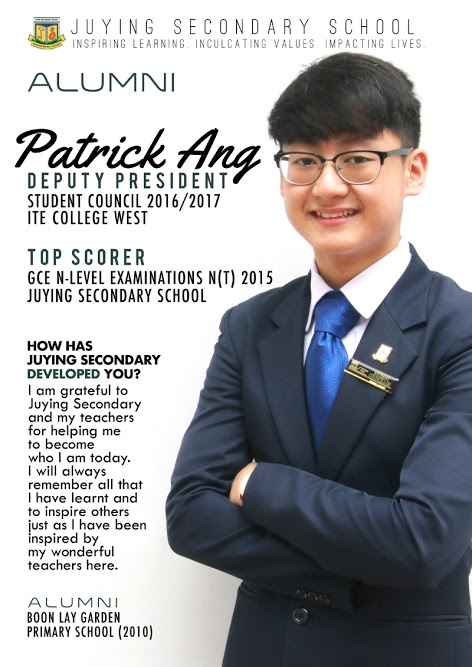 JUYING SECONDARY SCHOOL
INSPIRING LEARNING. INCULCATING VALUES. IMPACTING LIVES.
ALUMNI
Patrick Ang
DEPUTY PRESIDENT
STUDENT COUNCIL 2016/2017
ITE COLLEGE WEST
TOP SCORER
GCE N-LEVEL EXAMINATIONS N(T) 2015
JUYING SECONDARY SCHOOL
HOW HAS
JUYING SECONDARY
DEVELOPED YOU?
I am grateful to
Juying Secondary
and my teachers
for helping me
to become
who I am today.
I will always
remember all that
I have learnt and
to inspire others
just as I have been
inspired by
my wonderful
teachers here.
ALUMNI
BOON LAY GARDEN
PRIMARY SCHOOL (2010)